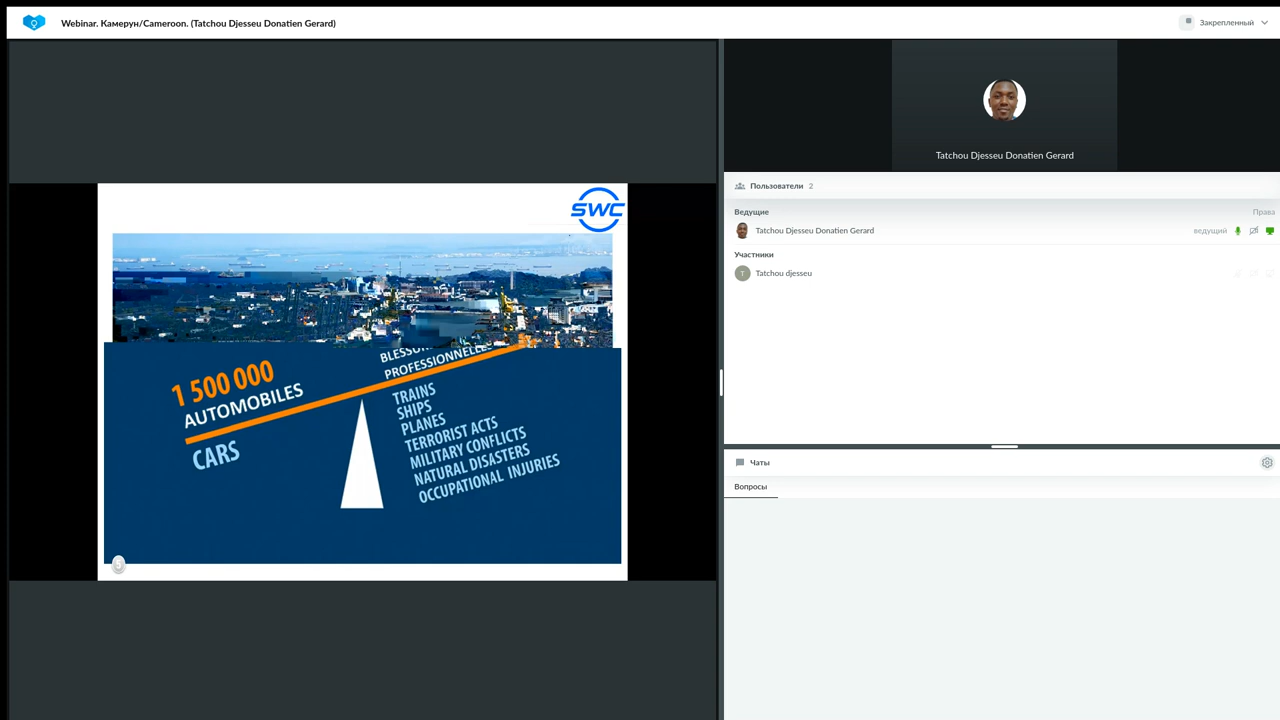 Webinar. Камерун/Cameroon. (Tatchou Djesseu Donatien Gerard)
Закрепленный
SWC
1 500 000
AUTOMOBILES
CARS
PROFESSIONNELLES
TRAINS
SHIPS
PLANES
TERRORIST ACTS
MILITARY CONFLICTS
NATURAL DISASTERS
OCCUPATIONAL INJURIES
Tatchou Djesseu Donatien Gerard
Пользователи 2
Ведущие Права
Tatchou Djesseu Donatien Gerard ведущий
Участники
T Tatchou djesseu
Чаты
Вопросы